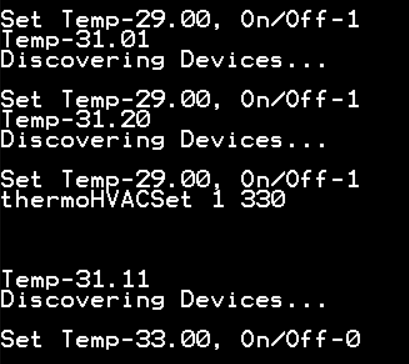 Set Temp-29.00, On/Off-1
Temp-31.01
Discovering Devices...
Set Temp-29.00, On/Off-1
Temp-31.20
Discovering Devices...
Set Temp-29.00, On/Off-1
thermoHVACSet 1 330
Temp-31.11
Discovering Devices...
Set Temp-33.00, On/Off-0